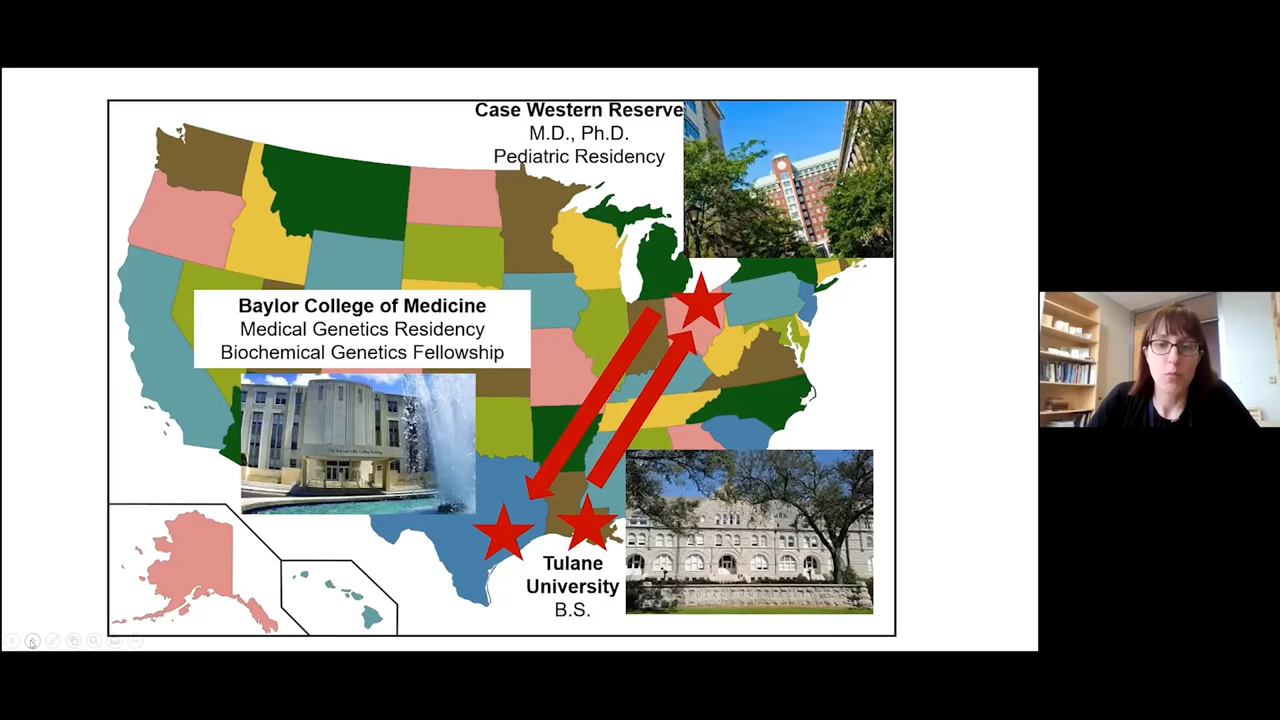 Case Western Reserve
M.D., Ph.D.
Pediatric Residency
Baylor College of Medicine
Medical Genetics Residency
Biochemical Genetics Fellowship
Tulane
University
B.S.